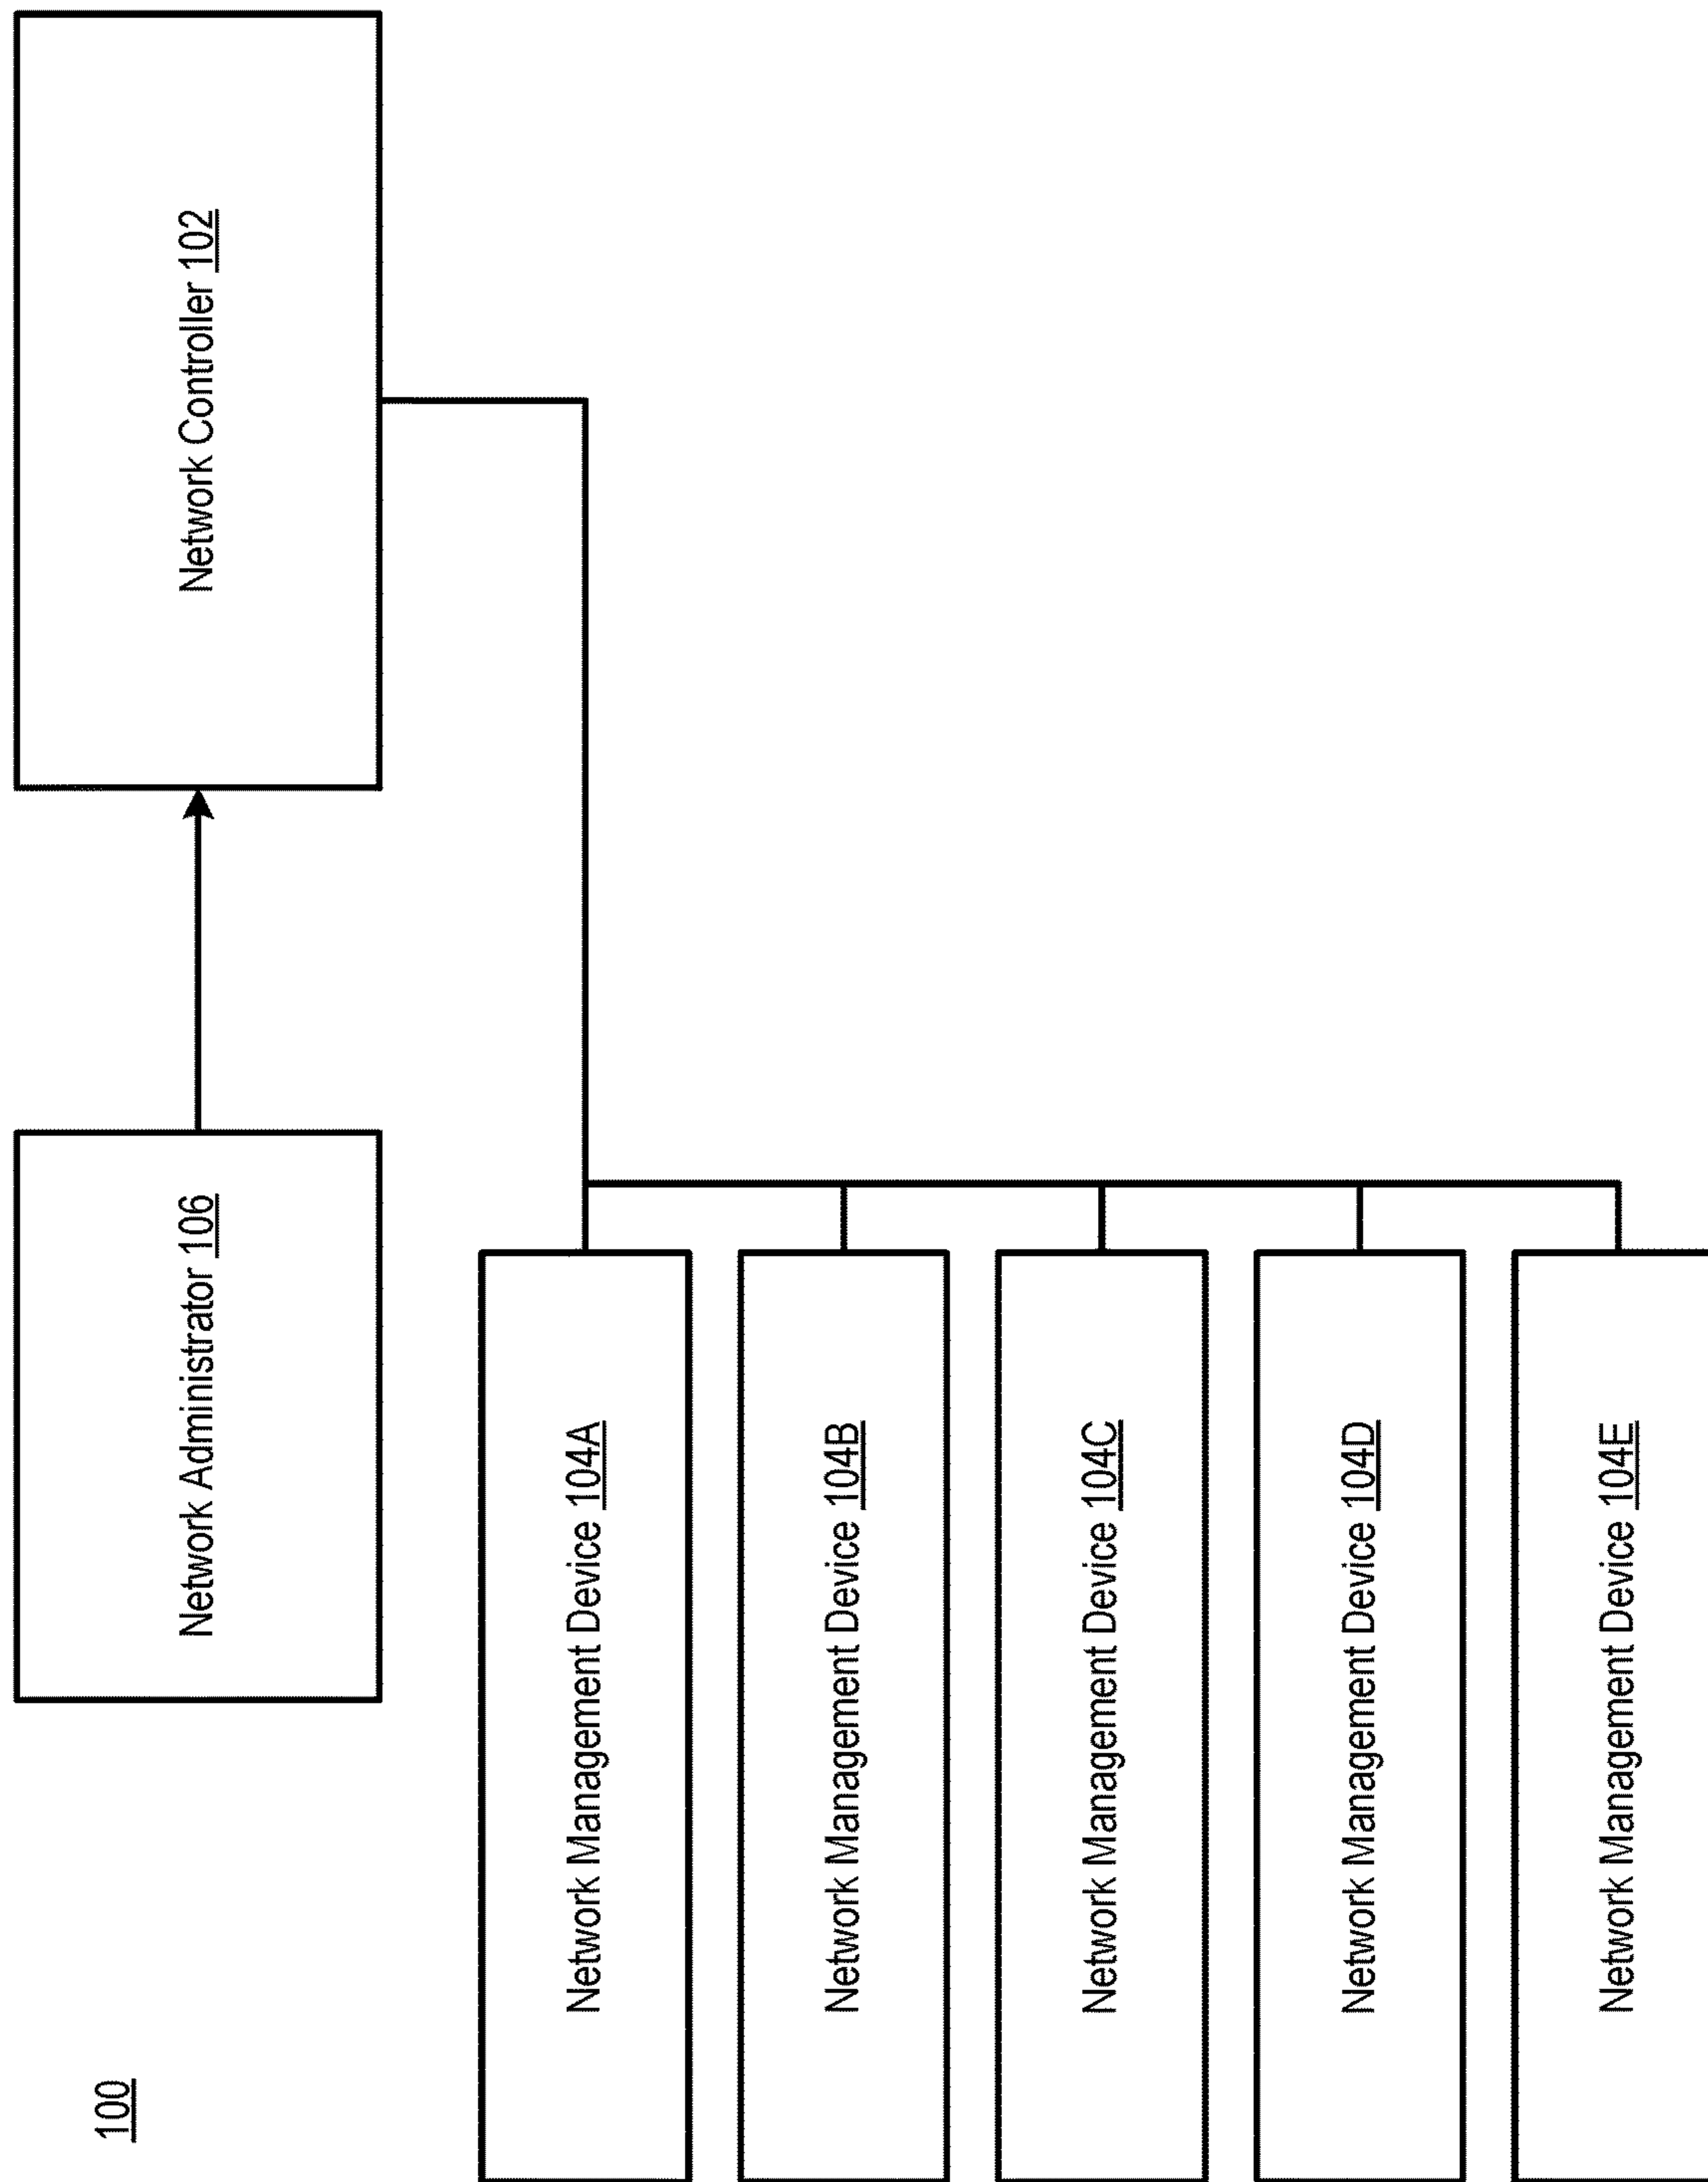 100
Network Administrator 106
Network Controller 102
Network Management Device 104A
Network Management Device 104B
Network Management Device 104C
Network Management Device 104D
Network Management Device 104E